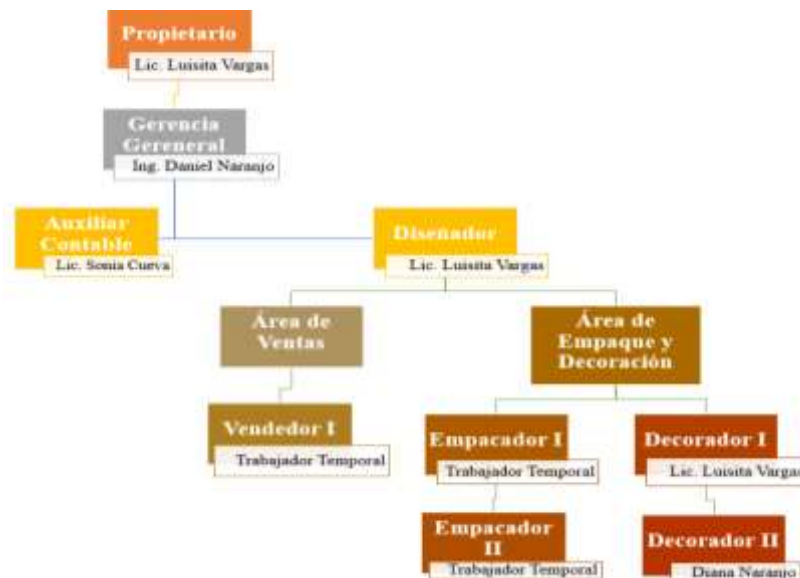 Propietario
Lic. Luisita Vargas
Gerencia
Gereneral
Ing. Daniel Naranjo
Auxiliar
Contable
Lic. Sonia Cueva
Diseñador
Lic. Luisita Vargas
Área de
Ventas
Área de
Empaque y
Decoración
Vendedor I
Trabajador Temporal
Empacador I
Trabajador Temporal
Decorador I
Lic. Luisita Vargas
Empacador
II
Trabajador Temporal
Decorador II
Diana Naranjo